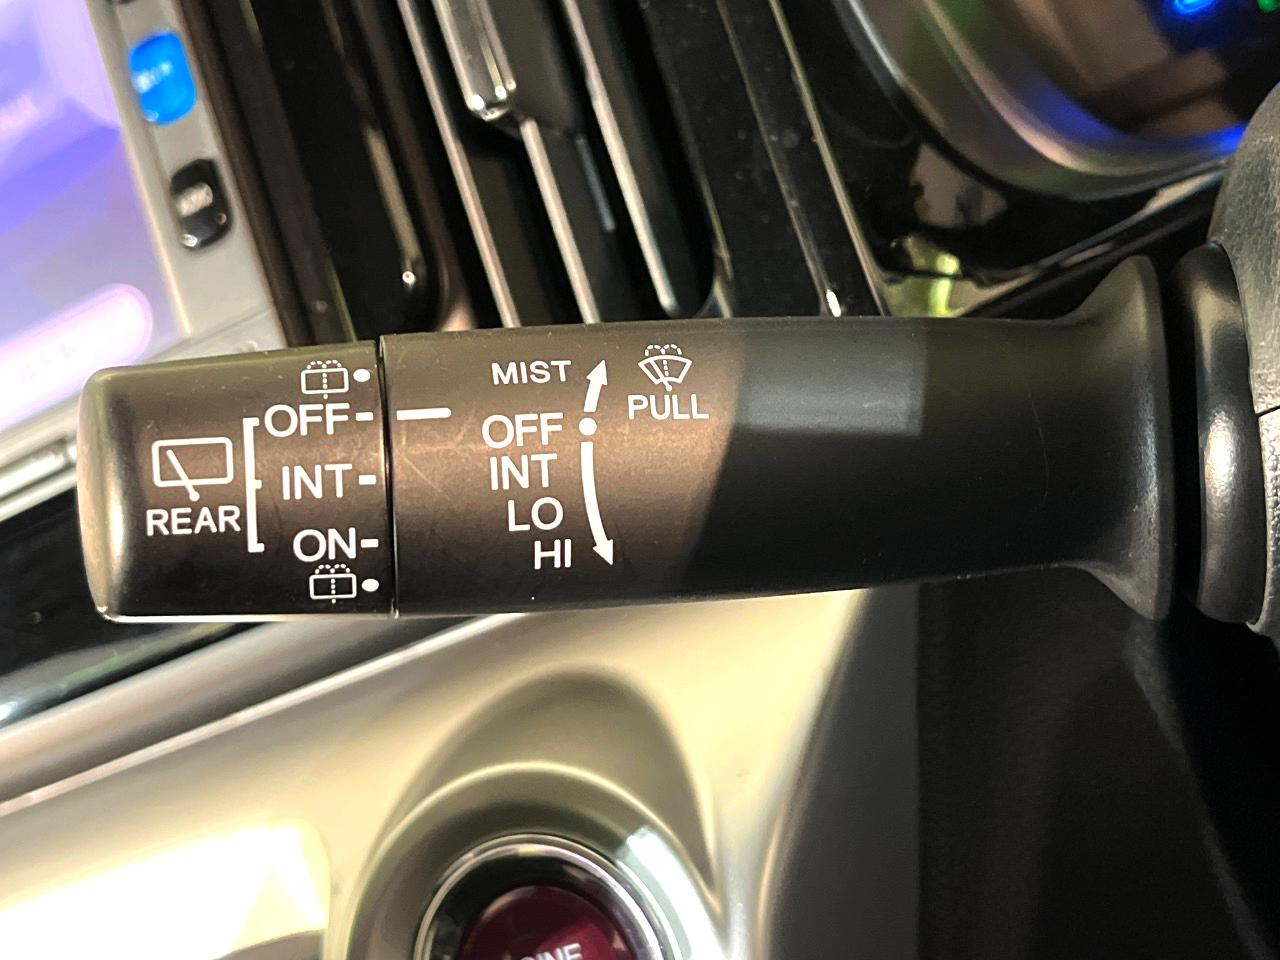 MIST
PULL
OFF
OFF
INT
INT
REAR
LO
ON
HI